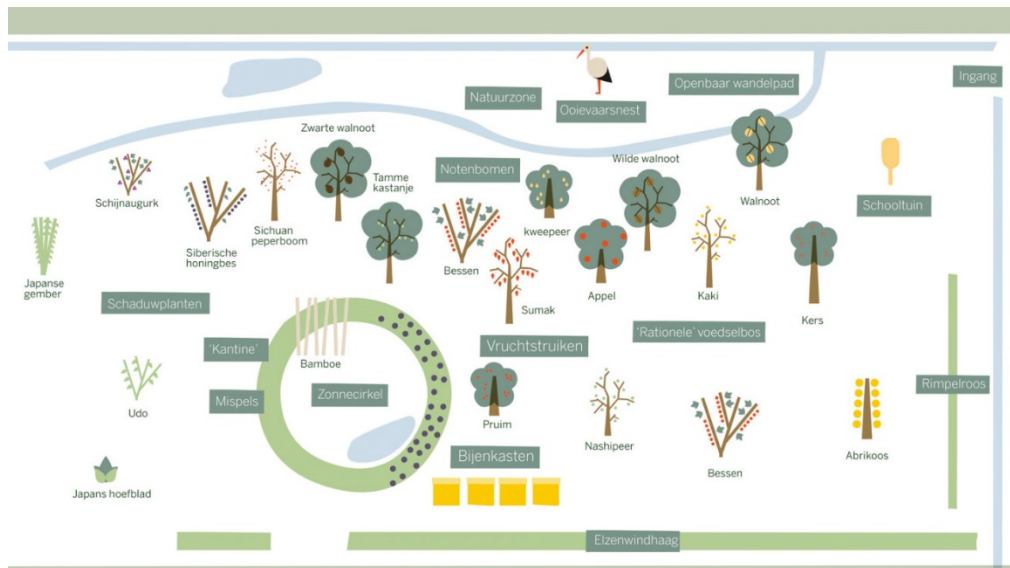 Openbaar wandelpad
Ingang
Natuurzone
Ooievaarsnest
Zwarte walnoot
Wilde walnoot
Notenbomen
Tamme
kastanje
Schijnaugurk
Walnoot
Schooltuin
Sichuan
peperboom
kweepeer
Siberische
honingbes
Bessen
Japanse
gember
Appel
Kaki
Sumak
Kers
Schaduwplanten
'Rationele' voedselbos
'Kantine'
Vruchtstruiken
Bamboe
Rimpelroos
Mispels
Zonnecirkel
Udo
Pruim
Nashipeer
Bijenkasten
Abrikoos
Bessen
Japans hoefblad
Elzenwindhaag